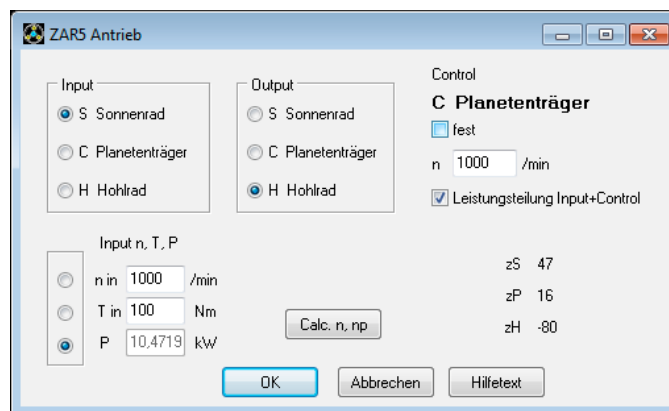 ZAR5 Antrieb
Input
S Sonnenrad
C Planetenträger
H Hohlrad
Output
S Sonnenrad
C Planetenträger
H Hohlrad
Control
C Planetenträger
fest
n 1000 /min
Leistungsteilung Input+Control
Input n, T, P
n in 1000 /min
T in 100 Nm
P 10,4719 kW
Calc. n, np
zS 47
zP 16
zH -80
OK
Abbrechen
Hilfetext